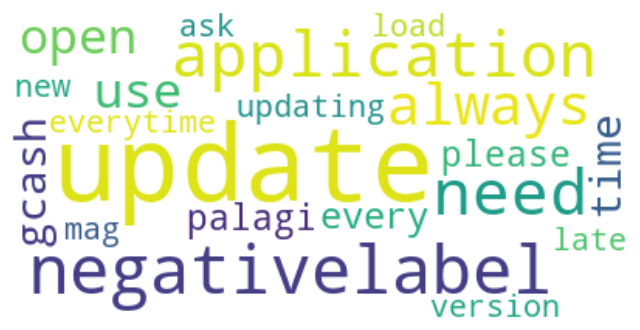 open
ask
load
application
new
use
updating
always
everytime
update
gcash
please
time
need
palagi
every
mag
late
negativelabel
version